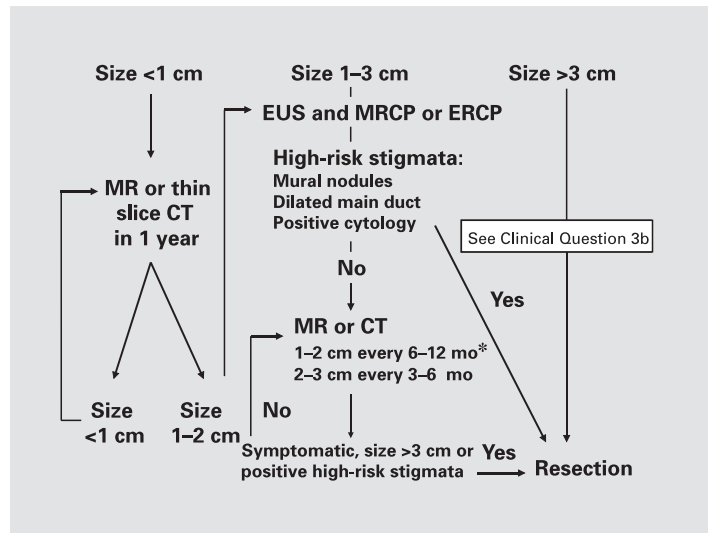 Size <1 cm
Size 1–3 cm
Size >3 cm
EUS and MRCP or ERCP
High-risk stigmata:
Mural nodules
Dilated main duct
Positive cytology
MR or thin
slice CT
in 1 year
See Clinical Question 3b
No
Yes
MR or CT
1–2 cm every 6–12 mo*
2–3 cm every 3–6 mo
Size
<1 cm
Size
1–2 cm
No
Symptomatic, size >3 cm or
positive high-risk stigmata
Yes
Resection